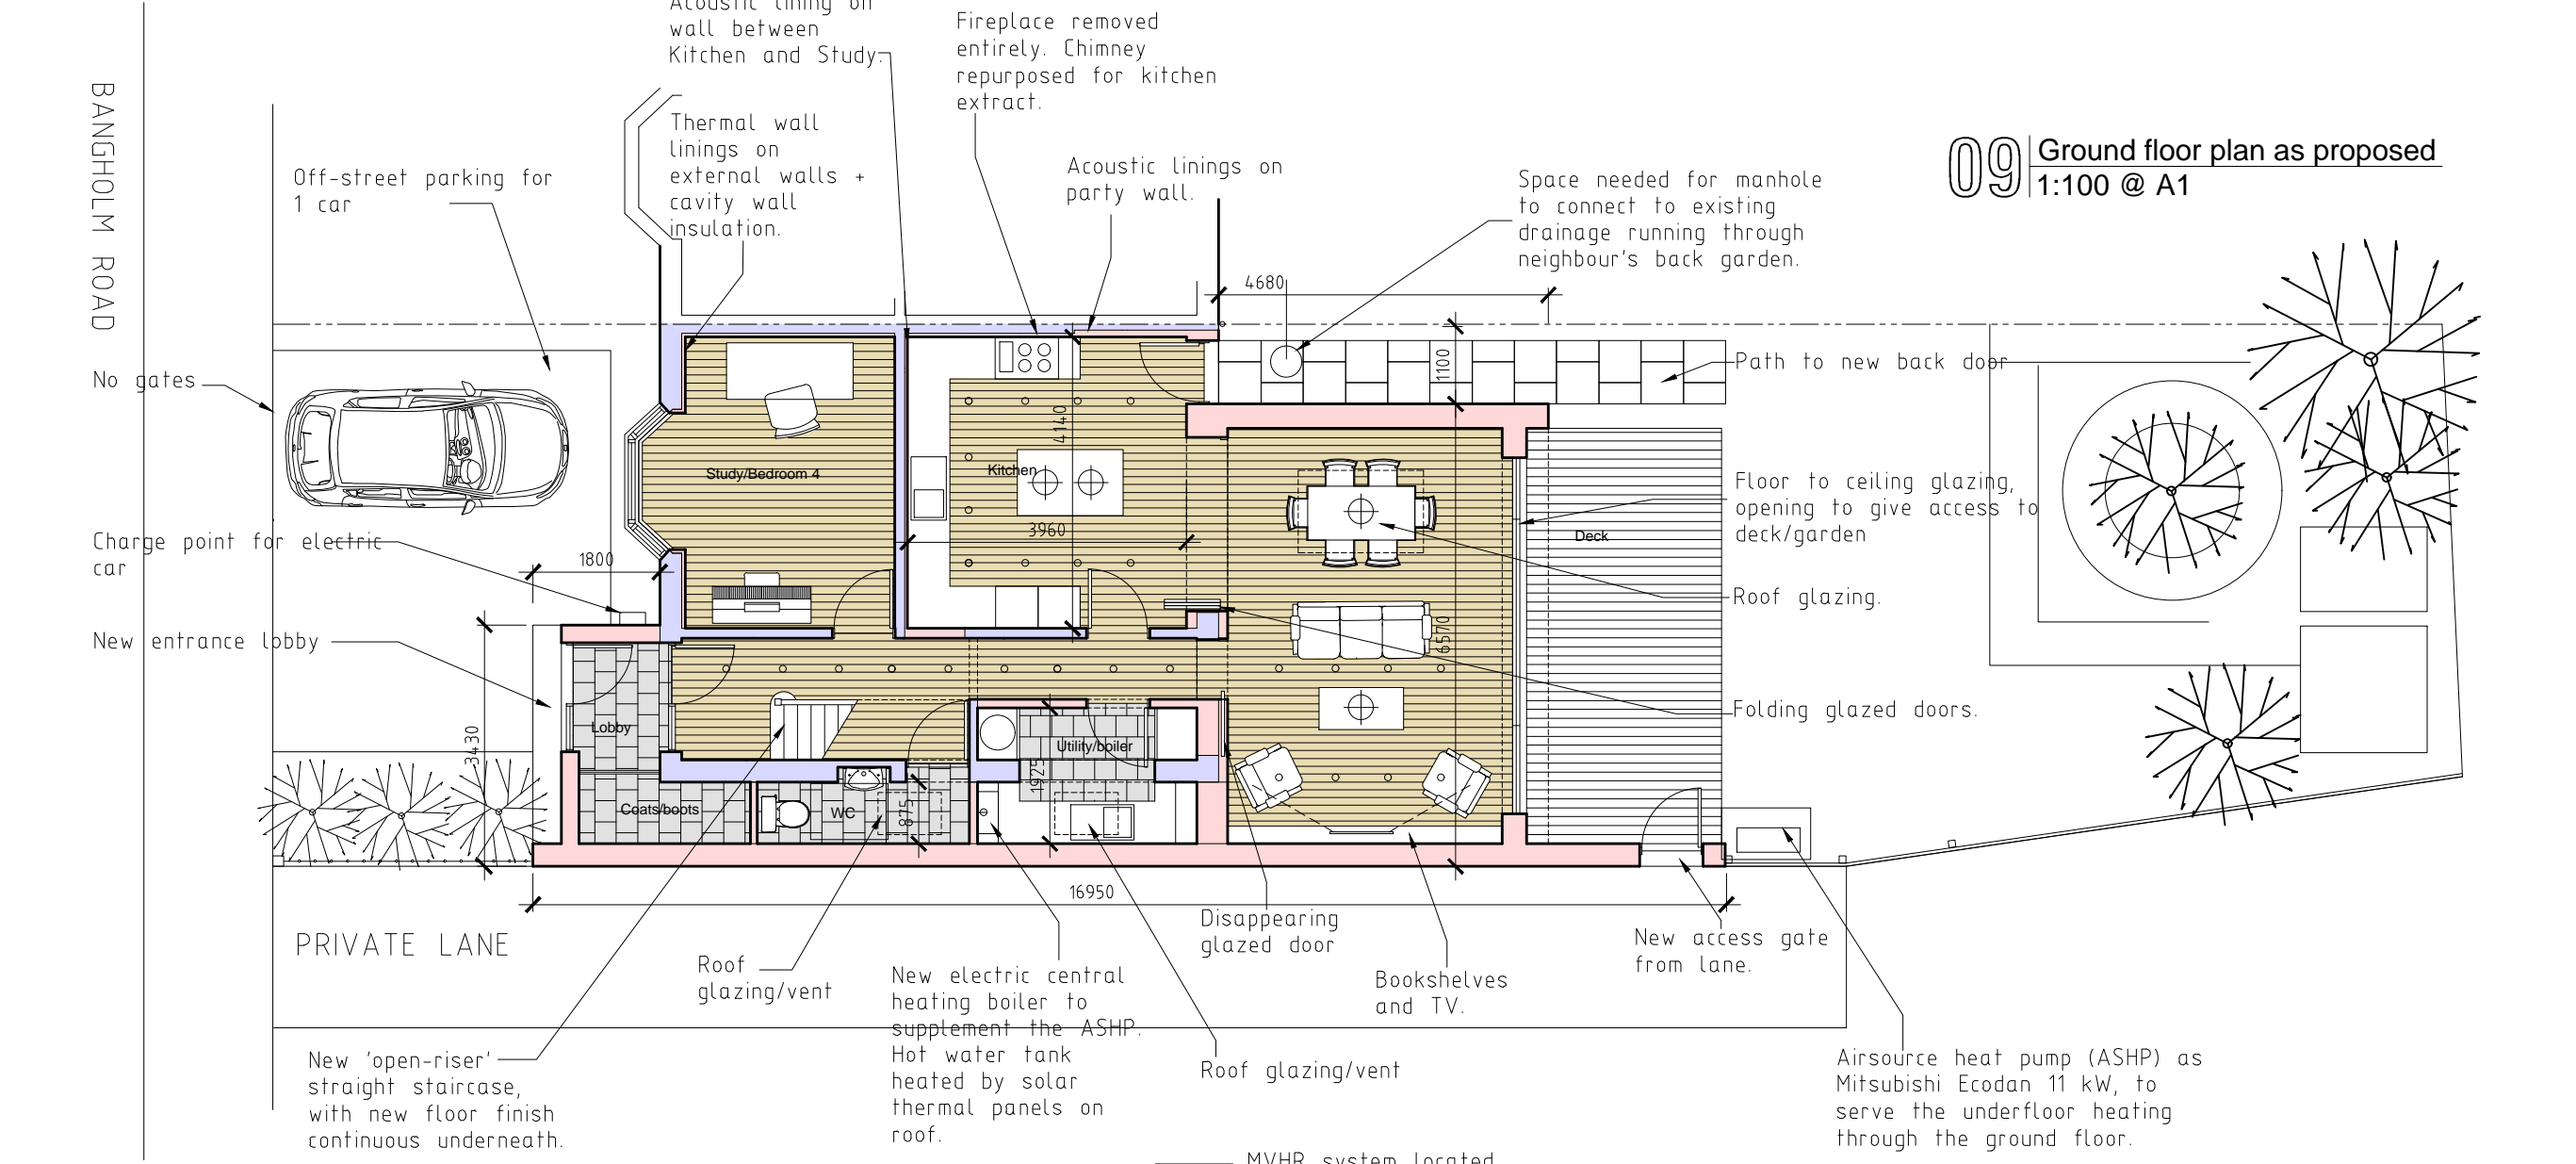 Acoustic lining on
wall between
Kitchen and Study.
Fireplace removed
entirely. Chimney
repurposed for kitchen
extract.
BANGHOLM ROAD
Thermal wall
linings on
external walls +
cavity wall
insulation.
Off-street parking for
1 car
Acoustic linings on
party wall.
Space needed for manhole
to connect to existing
drainage running through
neighbour's back garden.
09
Ground floor plan as proposed
1:100 @ A1
4680
1100
Path to new back door
No gates
4140
Study/Bedroom 4
Kitchen
3960
Floor to ceiling glazing,
opening to give access to
deck/garden
Deck
Charge point for electric
car
1800
Roof glazing.
New entrance lobby
6570
Folding glazed doors.
3430
Lobby
Utility/boiler
1925
Coats/boots
WC
875
16950
Disappearing
glazed door
PRIVATE LANE
Roof
glazing/vent
New electric central
heating boiler to
supplement the ASHP.
Hot water tank
heated by solar
thermal panels on
roof.
Bookshelves
and TV.
New access gate
from lane.
New 'open-riser'
straight staircase,
with new floor finish
continuous underneath.
Roof glazing/vent
Airsource heat pump (ASHP) as
Mitsubishi Ecodan 11 kW, to
serve the underfloor heating
through the ground floor.
MVHR system located